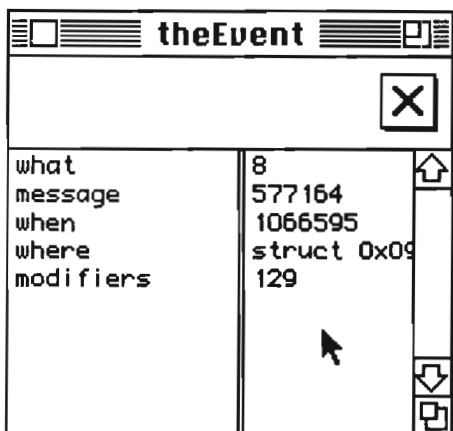 theEvent
what 8
message 577164
when 1066595
where struct 0x09
modifiers 129